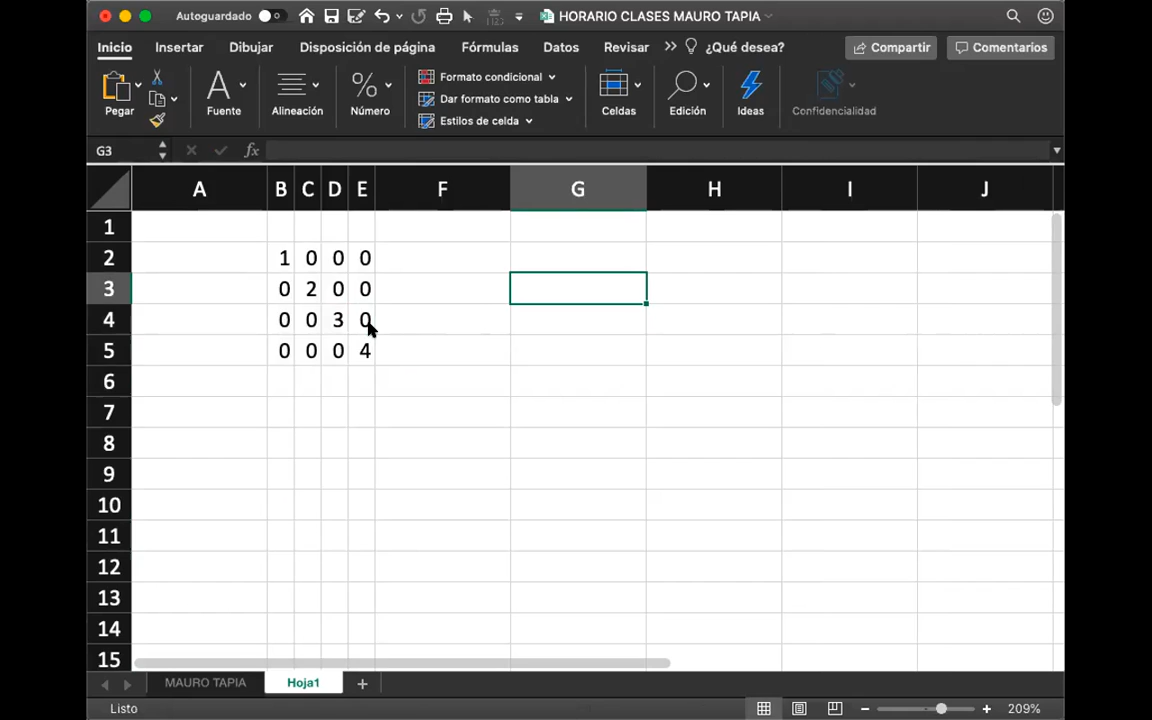 Autoguardado
HORARIO CLASES MAURO TAPIA
Inicio Insertar Dibujar Disposición de página Fórmulas Datos Revisar >> ¿Qué desea? Compartir Comentarios
Pegar Fuente Alineación % Número Formato condicional Dar formato como tabla Estilos de celda Celdas Edición Ideas Confidencialidad
G3 fx
A B C D E F G H I J
1
2 1 0 0 0
3 0 2 0 0
4 0 0 3 0
5 0 0 0 4
6
7
8
9
10
11
12
13
14
15
MAURO TAPIA Hoja1 +
Listo - + 209%